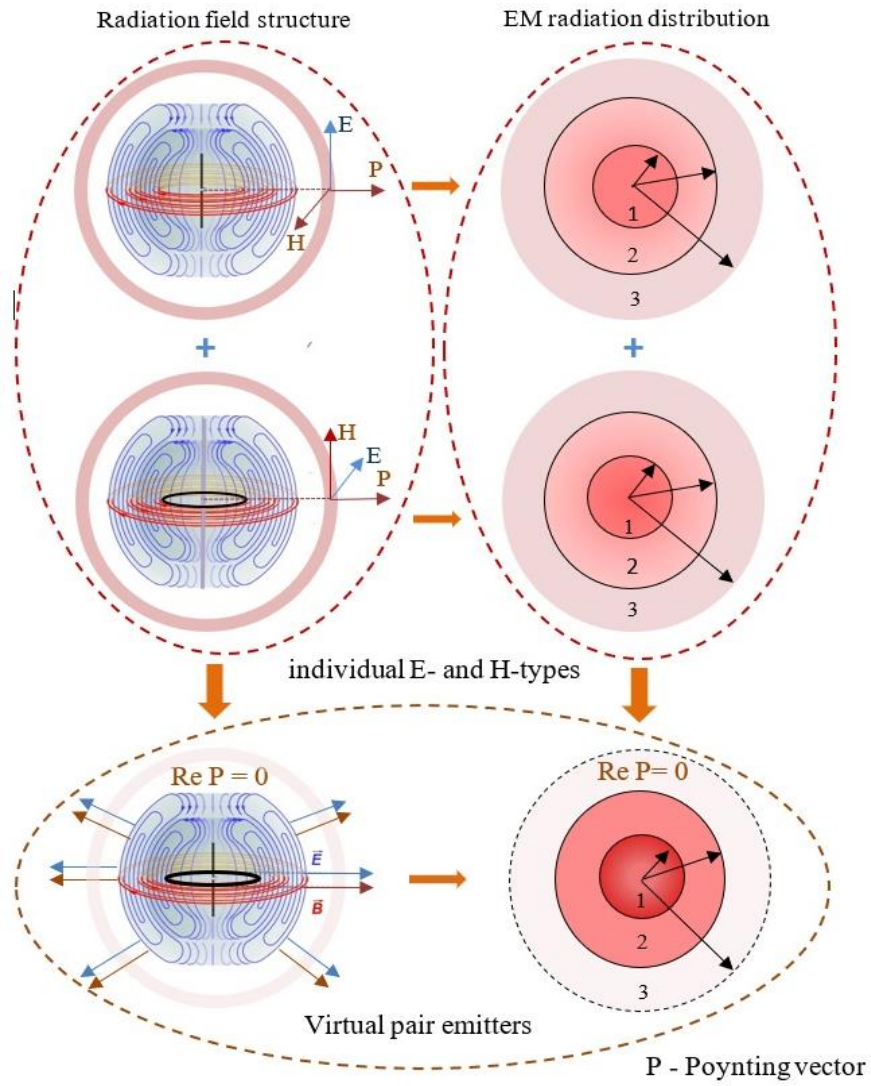 Radiation field structure
EM radiation distribution
E
P
H
1
2
3
+
+
H
E
P
1
2
3
individual E- and H-types
Re P = 0
Re P= 0
E⃗
B⃗
1
2
3
Virtual pair emitters
P - Poynting vector